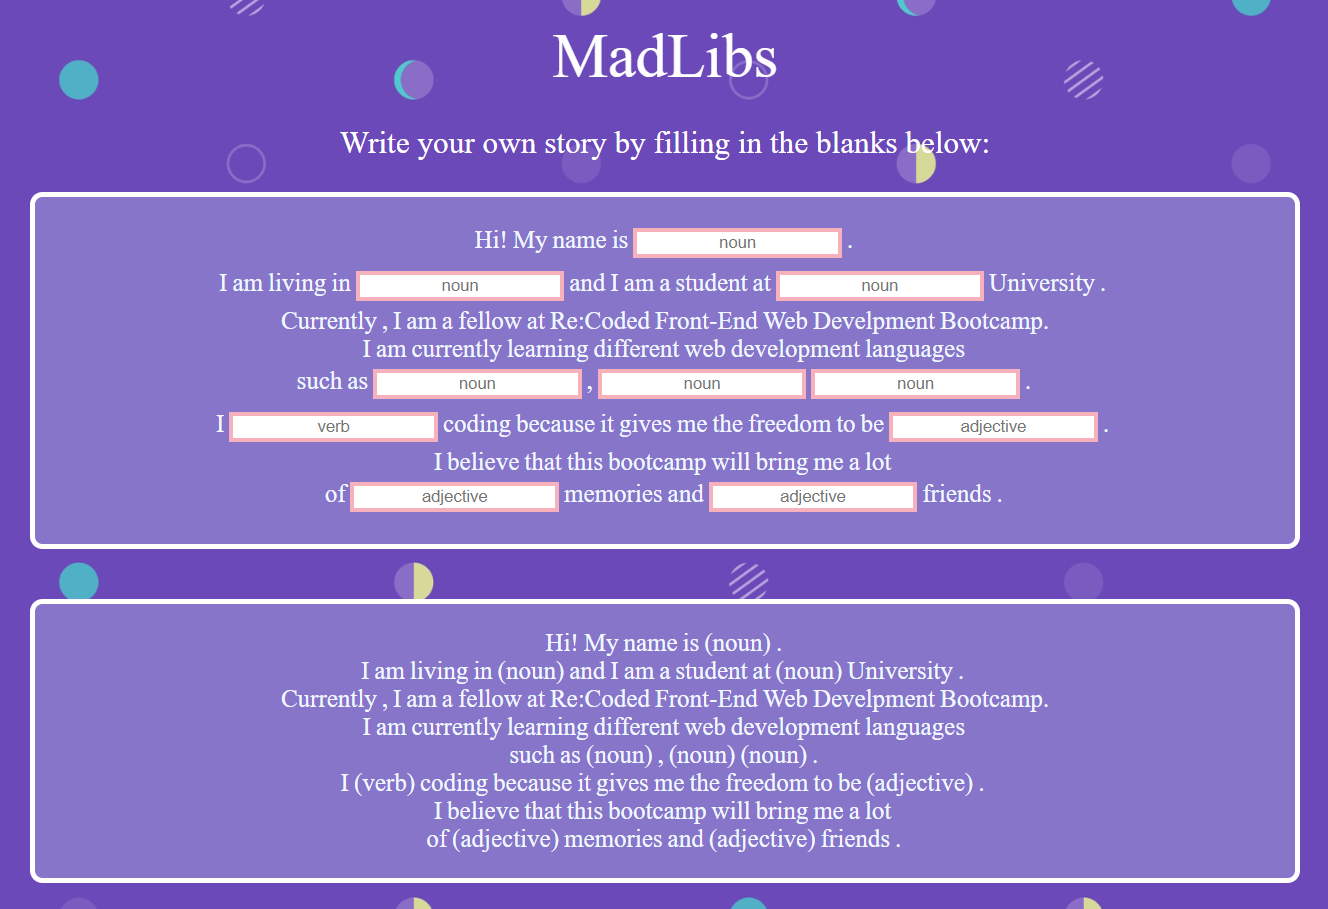 MadLibs
Write your own story by filling in the blanks below:
Hi! My name is noun .
I am living in noun and I am a student at noun University .
Currently , I am a fellow at Re:Coded Front-End Web Develpment Bootcamp.
I am currently learning different web development languages
such as noun , noun noun .
I verb coding because it gives me the freedom to be adjective .
I believe that this bootcamp will bring me a lot
of adjective memories and adjective friends .
Hi! My name is (noun) .
I am living in (noun) and I am a student at (noun) University .
Currently , I am a fellow at Re:Coded Front-End Web Develpment Bootcamp.
I am currently learning different web development languages
such as (noun) , (noun) (noun) .
I (verb) coding because it gives me the freedom to be (adjective) .
I believe that this bootcamp will bring me a lot
of (adjective) memories and (adjective) friends .